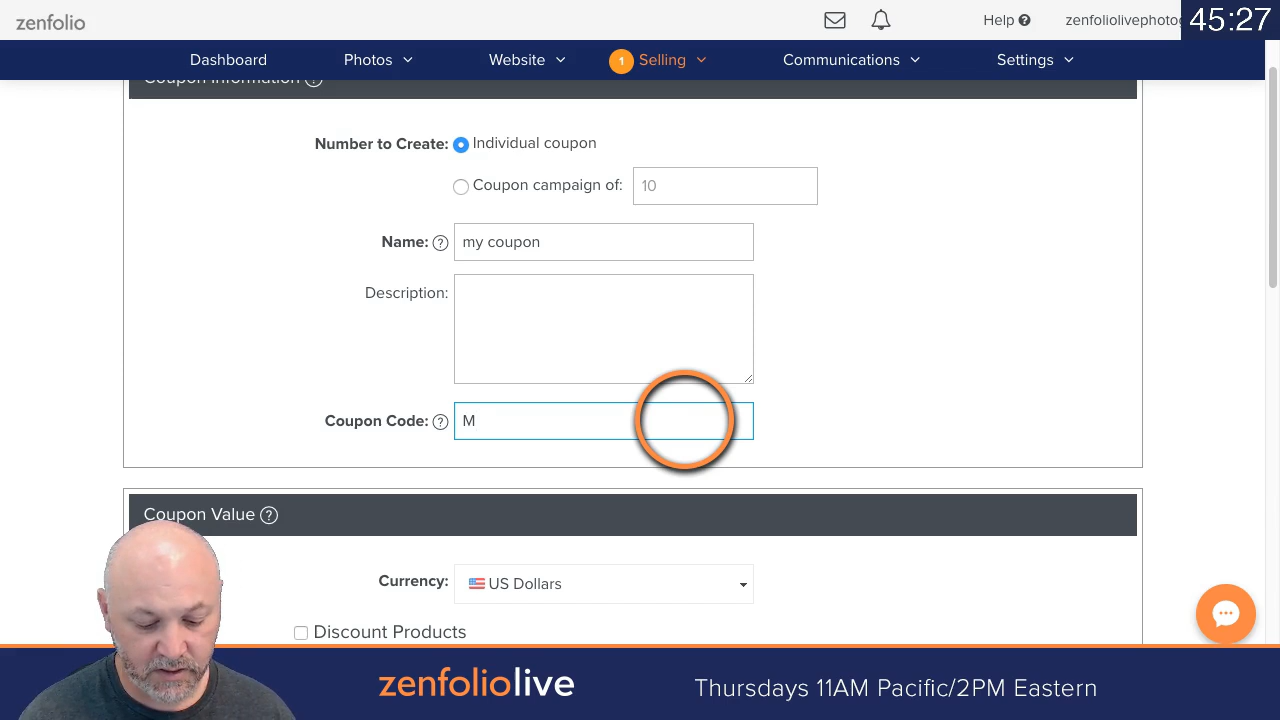 zenfolio
Help ?
zenfoliolivephotog
45:27
Dashboard
Photos
Website
1 Selling
Communications
Settings
Coupon Information ?
Number to Create: Individual coupon
Coupon campaign of: 10
Name: ? my coupon
Description:
Coupon Code: ? M
Coupon Value ?
Currency: US Dollars
Discount Products
zenfoliolive
Thursdays 11AM Pacific/2PM Eastern